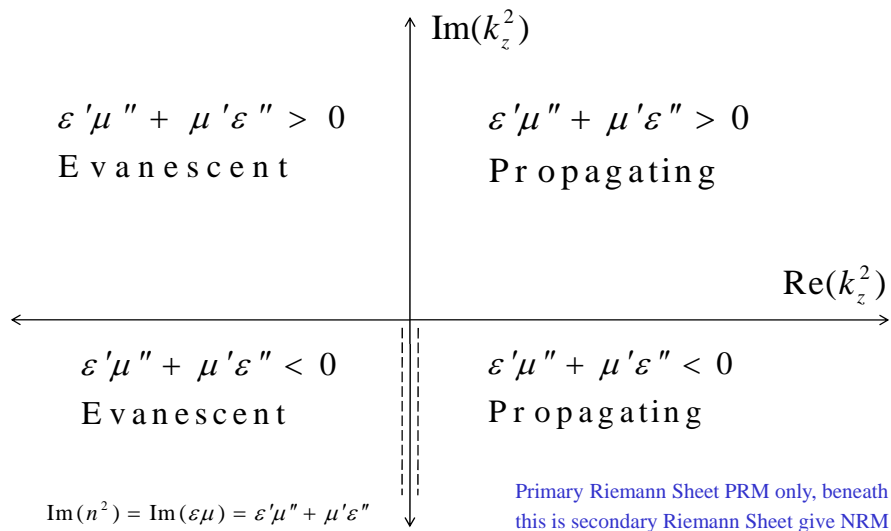 Im(k_z^2)
ε'μ" + μ'ε" > 0
Evanescent
ε'μ" + μ'ε" > 0
Propagating
Re(k_z^2)
ε'μ" + μ'ε" < 0
Evanescent
ε'μ" + μ'ε" < 0
Propagating
Im(n^2) = Im(εμ) = ε'μ" + μ'ε"
Primary Riemann Sheet PRM only, beneath
this is secondary Riemann Sheet give NRM